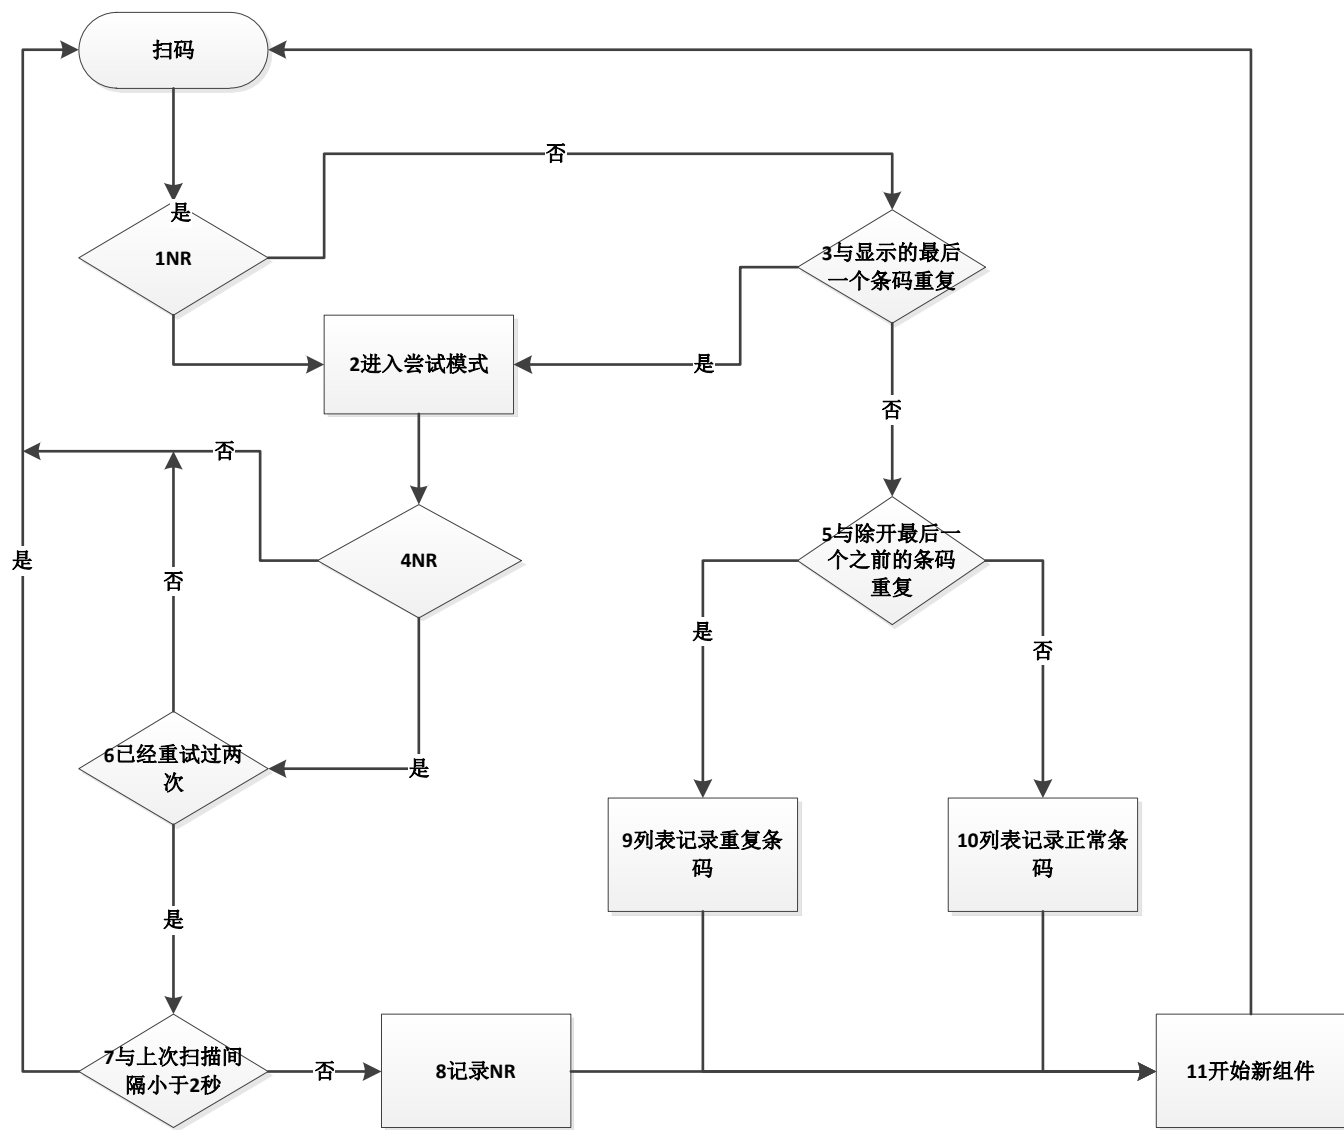 扫码
否
是
1NR
3与显示的最后
一个条码重复
2进入尝试模式
是
否
否
5与除开最后一
个之前的条码
重复
4NR
是
否
是
否
6已经重试过两
次
是
9列表记录重复条
码
10列表记录正常条
码
是
7与上次扫描间
隔小于2秒
否
8记录NR
11开始新组件